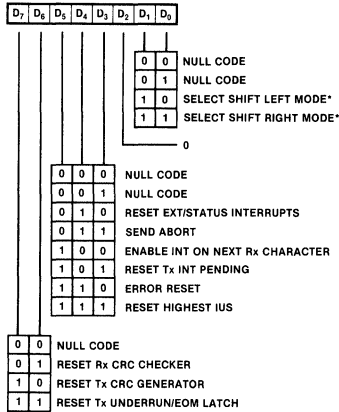 D7 D6 D5 D4 D3 D2 D1 D0
0 0 NULL CODE
0 1 NULL CODE
1 0 SELECT SHIFT LEFT MODE*
1 1 SELECT SHIFT RIGHT MODE*
0
0 0 0 NULL CODE
0 0 1 NULL CODE
0 1 0 RESET EXT/STATUS INTERRUPTS
0 1 1 SEND ABORT
1 0 0 ENABLE INT ON NEXT Rx CHARACTER
1 0 1 RESET Tx INT PENDING
1 1 0 ERROR RESET
1 1 1 RESET HIGHEST IUS
0 0 NULL CODE
0 1 RESET Rx CRC CHECKER
1 0 RESET Tx CRC GENERATOR
1 1 RESET Tx UNDERRUN/EOM LATCH